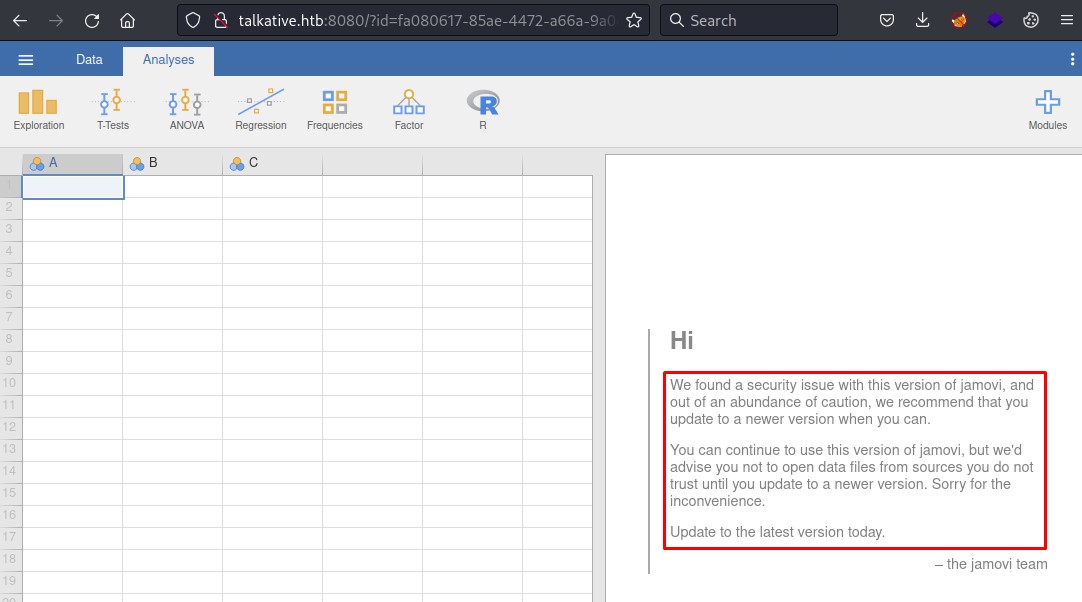 talkative.htb:8080/?id=fa080617-85ae-4472-a66a-9a0
Search
Data
Analyses
Exploration
T-Tests
ANOVA
Regression
Frequencies
Factor
R
Modules
A
B
C
1
2
3
4
5
6
7
8
9
10
11
12
13
14
15
16
17
18
19
Hi
We found a security issue with this version of jamovi, and
out of an abundance of caution, we recommend that you
update to a newer version when you can.
You can continue to use this version of jamovi, but we'd
advise you not to open data files from sources you do not
trust until you update to a newer version. Sorry for the
inconvenience.
Update to the latest version today.
– the jamovi team